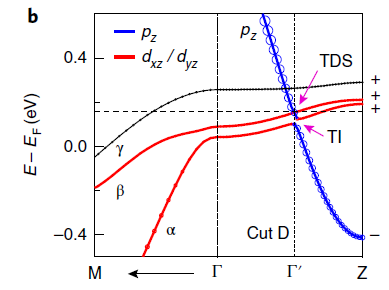 b
p_z
d_xz / d_yz
p_z
TDS
TI
E − E_F (eV)
0.4
0.0
−0.4
γ
β
α
Cut D
+
+
+
−
M
Γ
Γ′
Z